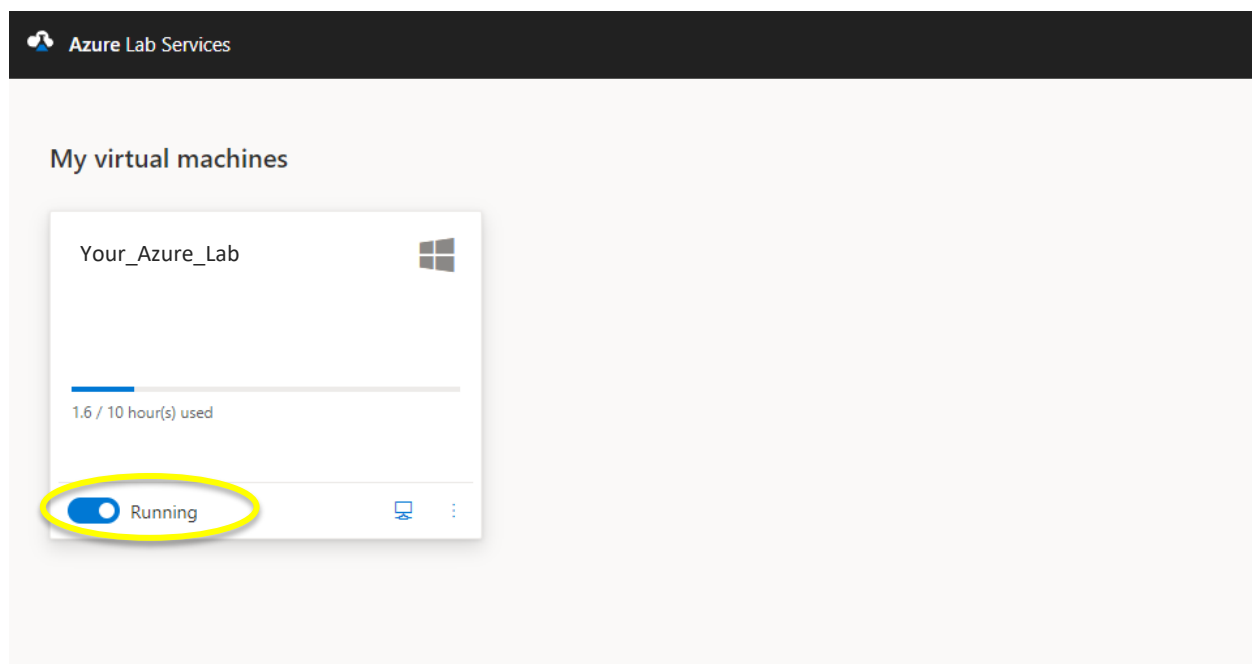 Azure Lab Services
My virtual machines
Your_Azure_Lab
1.6 / 10 hour(s) used
Running